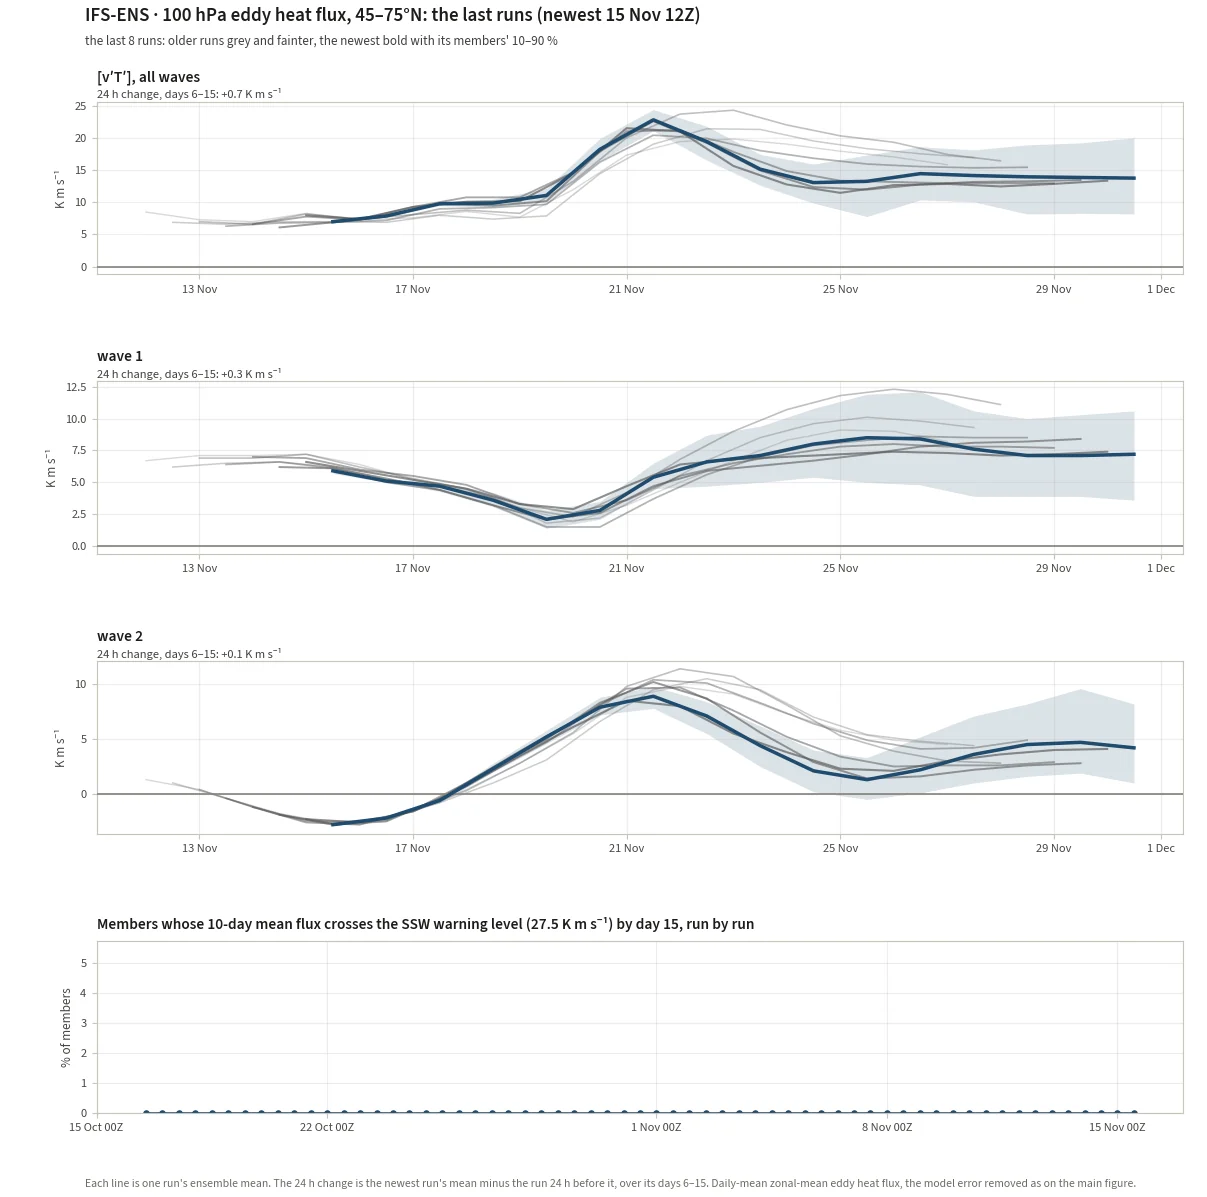 IFS-ENS · 100 hPa eddy heat flux, 45–75°N: the last runs (newest 15 Nov 12Z)
the last 8 runs: older runs grey and fainter, the newest bold with its members' 10–90 %
[v′T′], all waves
24 h change, days 6–15: +0.7 K m s⁻¹
25
20
15
10
5
0
K m s⁻¹
13 Nov 17 Nov 21 Nov 25 Nov 29 Nov 1 Dec
wave 1
24 h change, days 6–15: +0.3 K m s⁻¹
12.5
10.0
7.5
5.0
2.5
0.0
K m s⁻¹
13 Nov 17 Nov 21 Nov 25 Nov 29 Nov 1 Dec
wave 2
24 h change, days 6–15: +0.1 K m s⁻¹
10
5
0
K m s⁻¹
13 Nov 17 Nov 21 Nov 25 Nov 29 Nov 1 Dec
Members whose 10-day mean flux crosses the SSW warning level (27.5 K m s⁻¹) by day 15, run by run
5
4
3
2
1
0
% of members
15 Oct 00Z 22 Oct 00Z 1 Nov 00Z 8 Nov 00Z 15 Nov 00Z
Each line is one run's ensemble mean. The 24 h change is the newest run's mean minus the run 24 h before it, over its days 6–15. Daily-mean zonal-mean eddy heat flux, the model error removed as on the main figure.